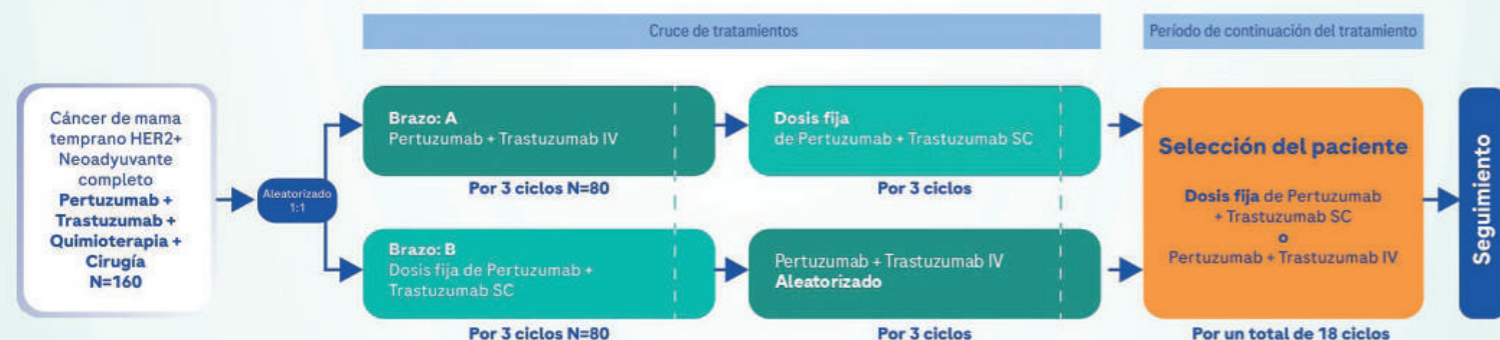 Cruce de tratamientos
Período de continuación del tratamiento
Cáncer de mama
temprano HER2+
Neoadyuvante
completo
Pertuzumab +
Trastuzumab +
Quimioterapia +
Cirugía
N=160
Aleatorizado
1:1
Brazo: A
Pertuzumab + Trastuzumab IV
Por 3 ciclos N=80
Dosis fija
de Pertuzumab + Trastuzumab SC
Por 3 ciclos
Brazo: B
Dosis fija de Pertuzumab +
Trastuzumab SC
Por 3 ciclos N=80
Pertuzumab + Trastuzumab IV
Aleatorizado
Por 3 ciclos
Selección del paciente
Dosis fija de Pertuzumab
+ Trastuzumab SC
o
Pertuzumab + Trastuzumab IV
Por un total de 18 ciclos
Seguimiento